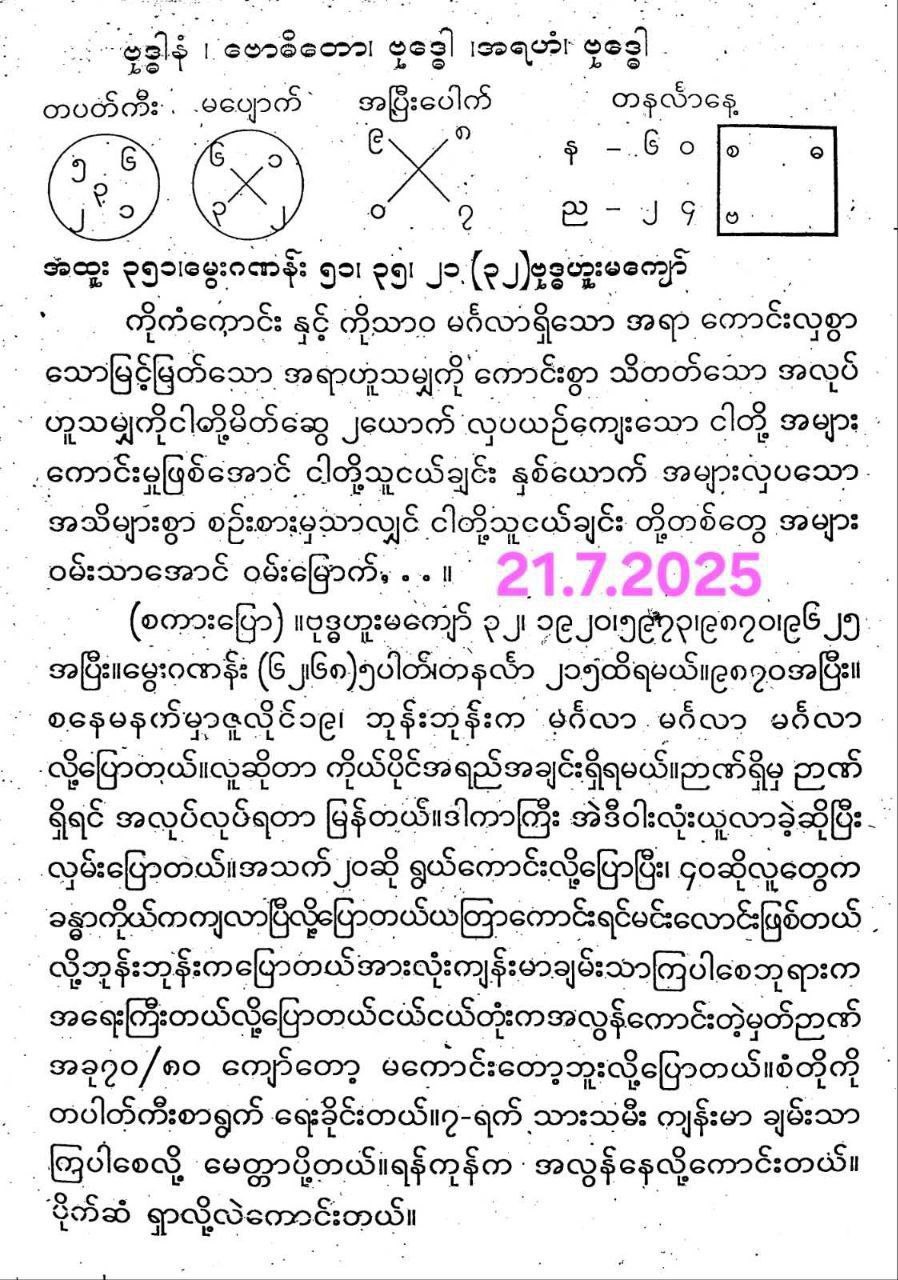 ဗုဒ္ဓါနံ ၊ ဗောဓိတော၊ ဗုဒ္ဓေါ ၊အရဟံ၊ ဗုဒ္ဓေါ
တပတ်ကီး မပျောက် အပြီးပေါက် တနင်္လာနေ့
၅ ၆ ၆ ၁ ၉ ၈ န – ၆ ၀ စ ဓ
၃
၂ ၁ ၃ ၂ ၀ ၇ ည – ၂ ၄ ဗ
အထူး ၃၅၁၊မွေးဂဏန်း ၅၁၊ ၃၅၊ ၂၁ (၃၂)ဗုဒ္ဓဟူးမကျော်
ကိုကံကောင်း နှင့် ကိုသာဝ မင်္ဂလာရှိသော အရာ ကောင်းလှစွာ
သောမြင့်မြတ်သော အရာဟူသမျှကို ကောင်းစွာ သိတတ်သော အလုပ်
ဟူသမျှကိုငါတို့မိတ်ဆွေ ၂ယောက် လှပယဉ်ကျေးသော ငါတို့ အများ
ကောင်းမှုဖြစ်အောင် ငါတို့သူငယ်ချင်း နှစ်ယောက် အများလှပသော
အသိများစွာ စဉ်းစားမှသာလျှင် ငါတို့သူငယ်ချင်း တို့တစ်တွေ အများ
ဝမ်းသာအောင် ဝမ်းမြောက်. . . ။ 21.7.2025
(စကားပြော) ။ဗုဒ္ဓဟူးမကျော် ၃၂၊ ၁၉၂၀၊၅၉၇၃၊၉၈၇၀၊၉၆၂၅
အပြီး။မွေးဂဏန်း (၆၂၊၆၈)၅ပါတ်၊တနင်္လာ ၂၁၅ထိရမယ်။၉၈၇၀အပြီး။
စနေမနက်မှာဇူလိုင်၁၉၊ ဘုန်းဘုန်းက မင်္ဂလာ မင်္ဂလာ မင်္ဂလာ
လို့ပြောတယ်။လူဆိုတာ ကိုယ်ပိုင်အရည်အချင်းရှိရမယ်။ဉာဏ်ရှိမှ ဉာဏ်
ရှိရင် အလုပ်လုပ်ရတာ မြန်တယ်။ဒါကာကြီး အဲဒီဝါးလုံးယူလာခဲ့ဆိုပြီး
လှမ်းပြောတယ်။အသက်၂၀ဆို ရွယ်ကောင်းလို့ပြောပြီး၊ ၄၀ဆိုလူတွေက
ခန္ဓာကိုယ်ကကျလာပြီလို့ပြောတယ်ယတြာကောင်းရင်မင်းလောင်းဖြစ်တယ်
လို့ဘုန်းဘုန်းကပြောတယ်အားလုံးကျန်းမာချမ်းသာကြပါစေဘုရားက
အရေးကြီးတယ်လို့ပြောတယ်ငယ်ငယ်တုံးကအလွန်ကောင်းတဲ့မှတ်ဉာဏ်
အခု၇၀/၈၀ ကျော်တော့ မကောင်းတော့ဘူးလို့ပြောတယ်။စံတိုကို
တပါတ်ကီးစာရွက် ရေးခိုင်းတယ်။၇-ရက် သားသမီး ကျန်းမာ ချမ်းသာ
ကြပါစေလို့ မေတ္တာပို့တယ်။ရန်ကုန်က အလွန်နေလို့ကောင်းတယ်။
ပိုက်ဆံ ရှာလို့လဲကောင်းတယ်။